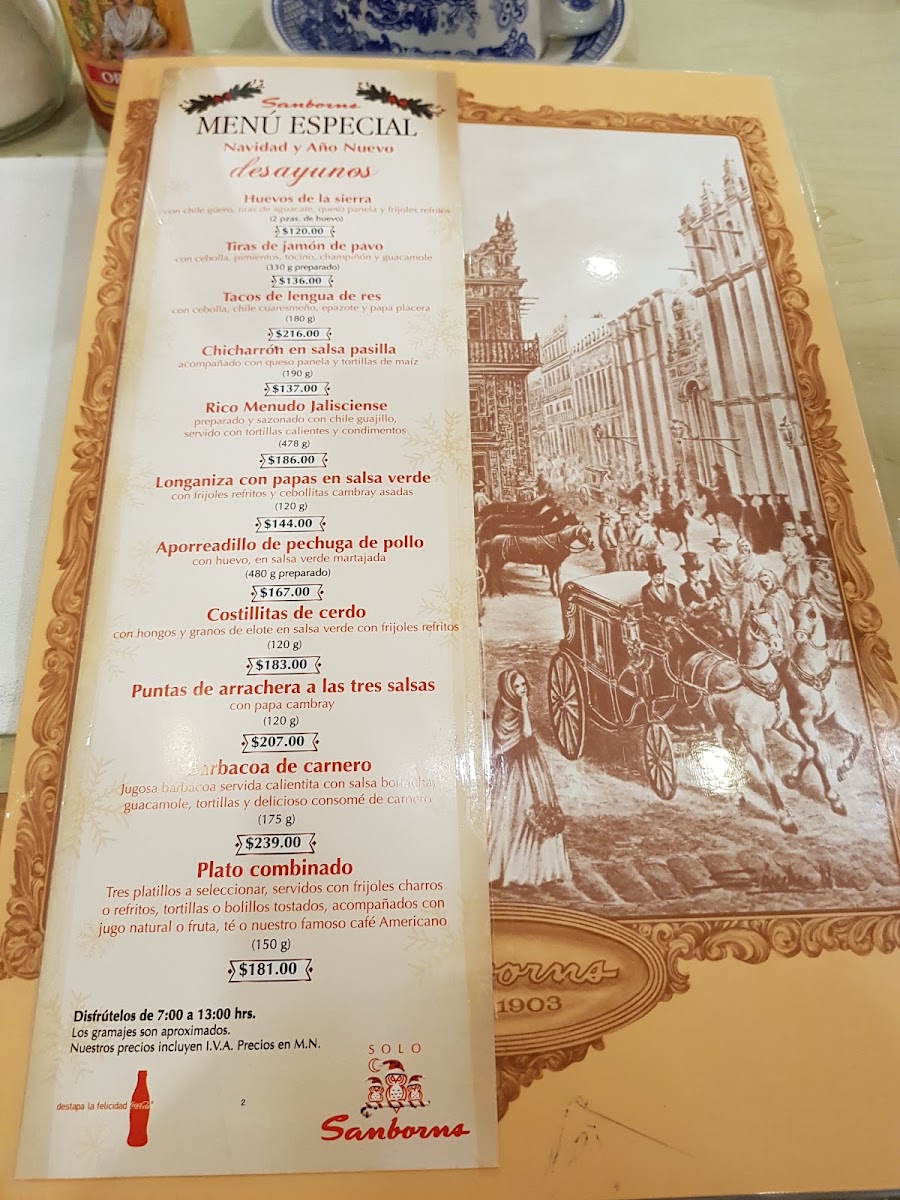 OR
Sanborns
MENÚ ESPECIAL
Navidad y Año Nuevo
desayunos
Huevos de la sierra
con chile güero, tiras de aguacate, queso panela y frijoles refritos
(2 pzas. de huevo)
$120.00
Tiras de jamón de pavo
con cebolla, pimientos, tocino, champiñón y guacamole
(330 g preparado)
$136.00
Tacos de lengua de res
con cebolla, chile cuaresmeño, epazote y papa placera
(180 g)
$216.00
Chicharrón en salsa pasilla
acompañado con queso panela y tortillas de maíz
(190 g)
$137.00
Rico Menudo Jalisciense
preparado y sazonado con chile guajillo,
servido con tortillas calientes y condimentos
(478 g)
$186.00
Longaniza con papas en salsa verde
con frijoles refritos y cebollitas cambray asadas
(120 g)
$144.00
Aporreadillo de pechuga de pollo
con huevo, en salsa verde martajada
(480 g preparado)
$167.00
Costillitas de cerdo
con hongos y granos de elote en salsa verde con frijoles refritos
(120 g)
$183.00
Puntas de arrachera a las tres salsas
con papa cambray
(120 g)
$207.00
Barbacoa de carnero
Jugosa barbacoa servida calientita con salsa borracha,
guacamole, tortillas y delicioso consomé de carnero
(175 g)
$239.00
Plato combinado
Tres platillos a seleccionar, servidos con frijoles charros
o refritos, tortillas o bolillos tostados, acompañados con
jugo natural o fruta, té o nuestro famoso café Americano
(150 g)
$181.00
Disfrútelos de 7:00 a 13:00 hrs.
Los gramajes son aproximados.
Nuestros precios incluyen I.V.A. Precios en M.N.
destapa la felicidad Coca-Cola
2
SOLO
Sanborns
orns
1903